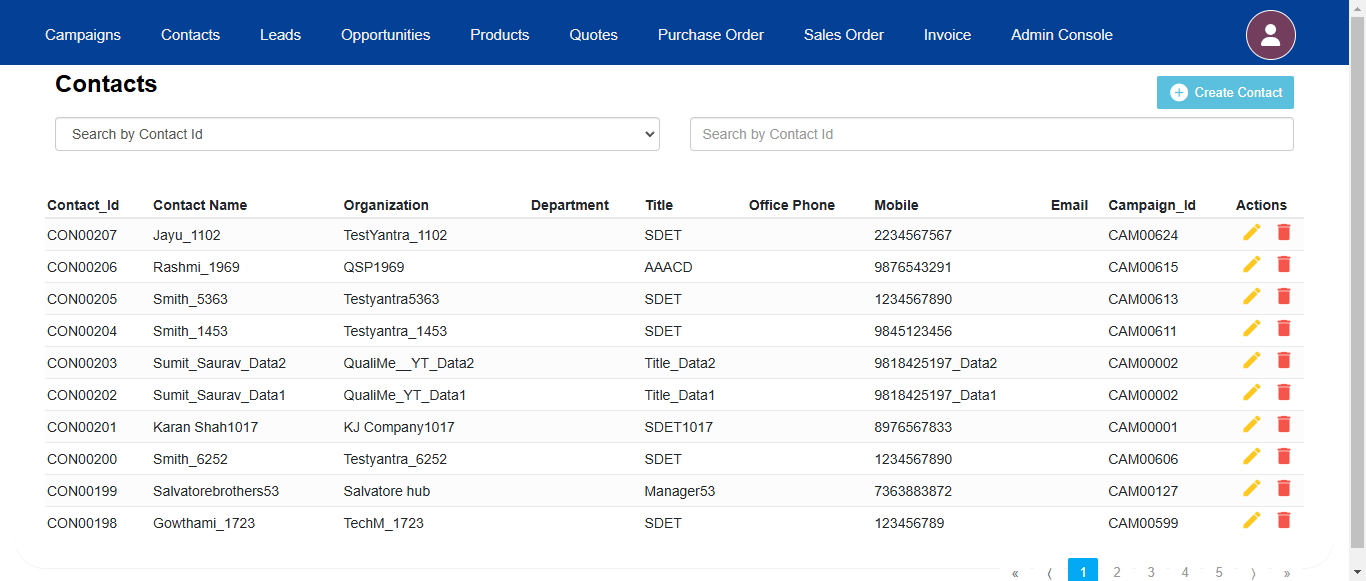 Campaigns Contacts Leads Opportunities Products Quotes Purchase Order Sales Order Invoice Admin Console
Contacts
Create Contact
Search by Contact Id Search by Contact Id
Contact_Id Contact Name Organization Department Title Office Phone Mobile Email Campaign_Id Actions
CON00207 Jayu_1102 TestYantra_1102 SDET 2234567567 CAM00624
CON00206 Rashmi_1969 QSP1969 AAACD 9876543291 CAM00615
CON00205 Smith_5363 Testyantra5363 SDET 1234567890 CAM00613
CON00204 Smith_1453 Testyantra_1453 SDET 9845123456 CAM00611
CON00203 Sumit_Saurav_Data2 QualiMe__YT_Data2 Title_Data2 9818425197_Data2 CAM00002
CON00202 Sumit_Saurav_Data1 QualiMe_YT_Data1 Title_Data1 9818425197_Data1 CAM00002
CON00201 Karan Shah1017 KJ Company1017 SDET1017 8976567833 CAM00001
CON00200 Smith_6252 Testyantra_6252 SDET 1234567890 CAM00606
CON00199 Salvatorebrothers53 Salvatore hub Manager53 7363883872 CAM00127
CON00198 Gowthami_1723 TechM_1723 SDET 123456789 CAM00599
« ⟨ 1 2 3 4 5 ⟩ »